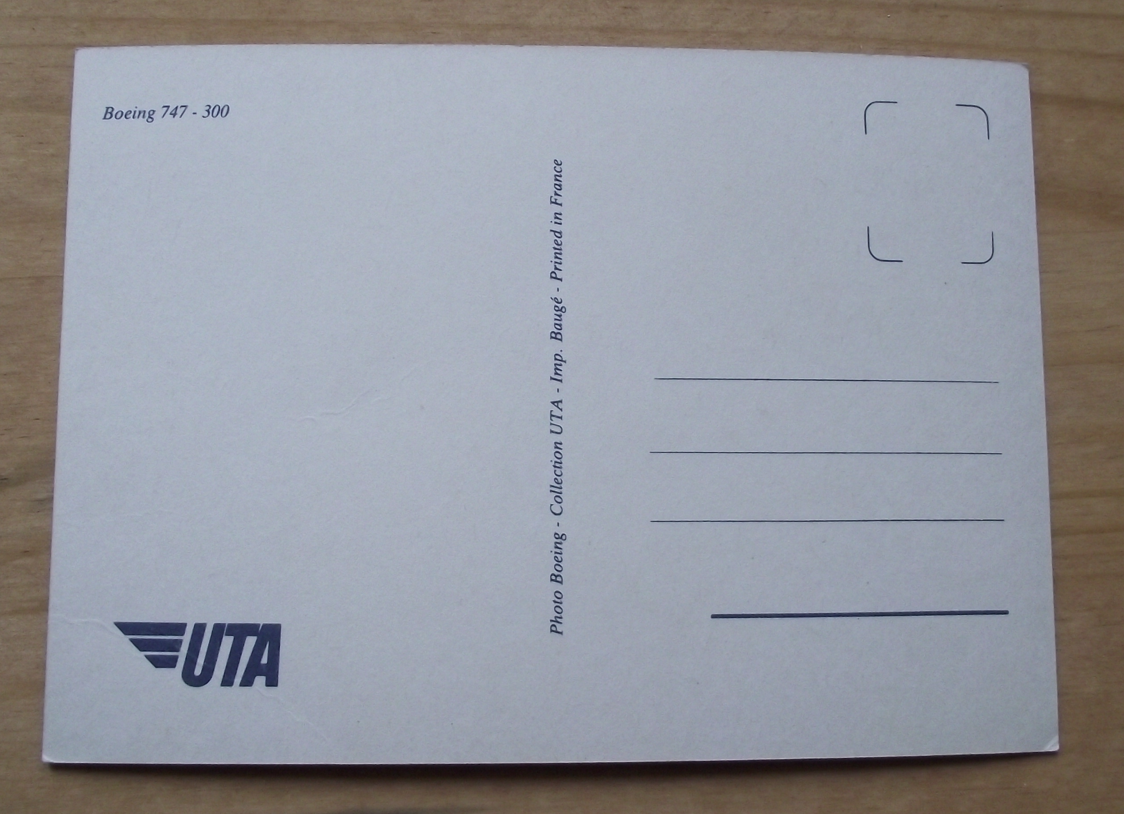 Boeing 747 - 300
Photo Boeing - Collection UTA - Imp. Baugé - Printed in France
UTA